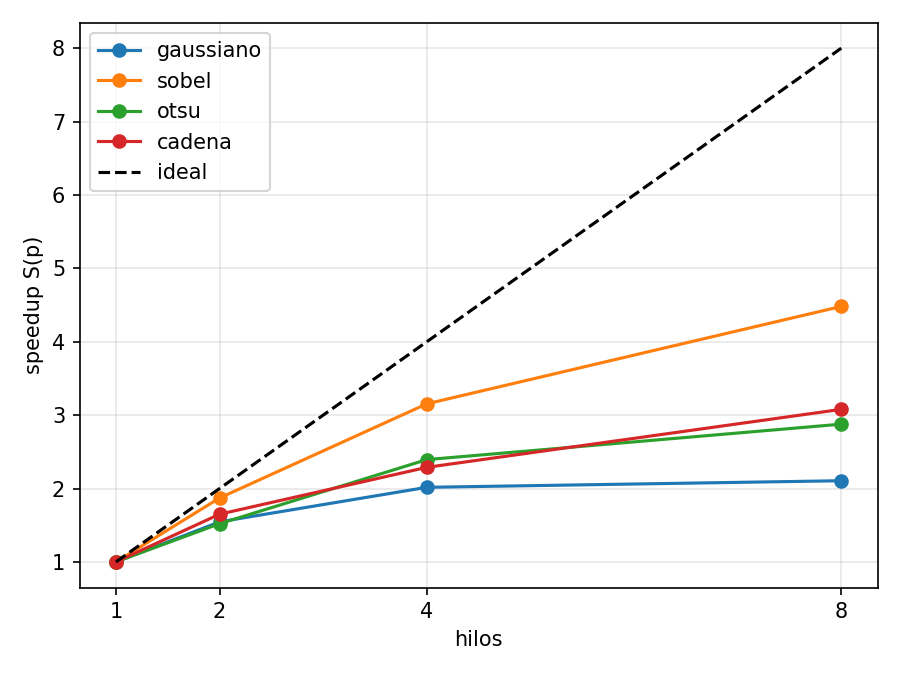 gaussiano
sobel
otsu
cadena
ideal
8
7
6
5
4
3
2
1
speedup S(p)
1 2 4 8
hilos